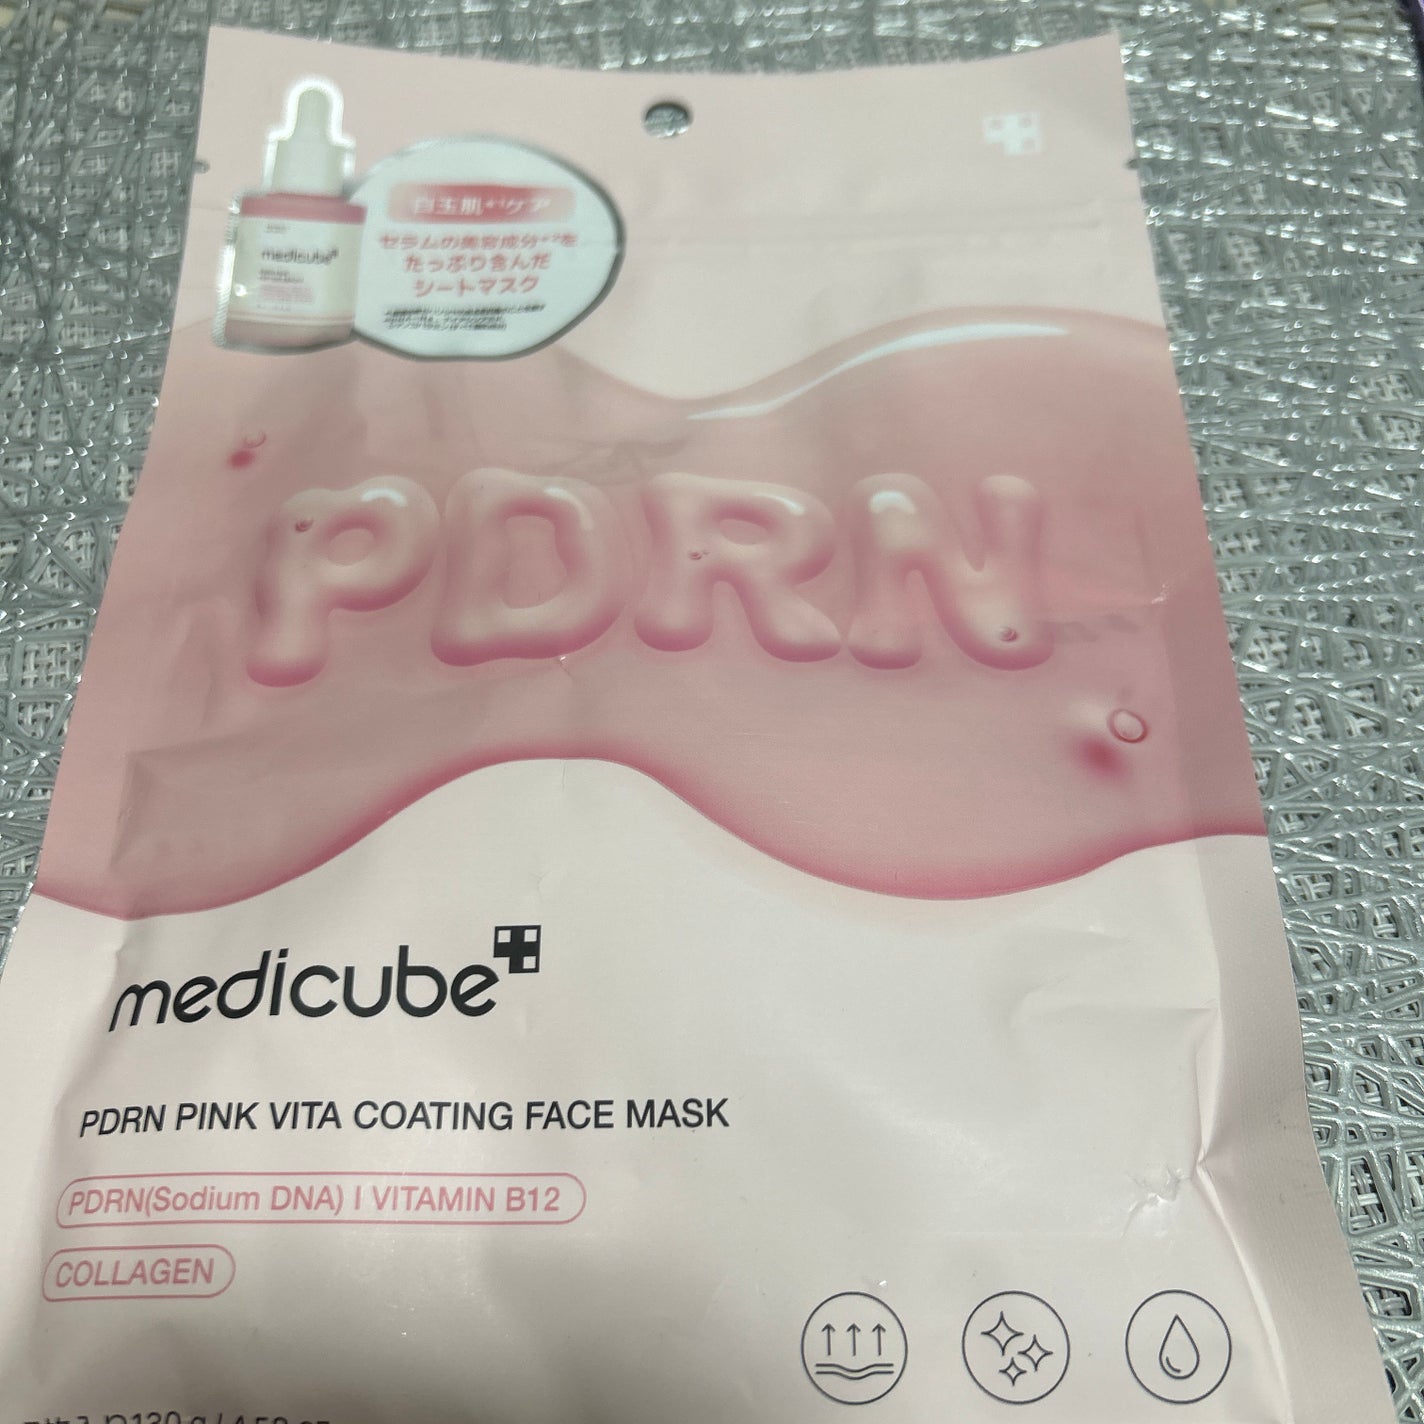 白玉肌*¹ケア
セラムの美容成分*²を
たっぷり含んだ
シートマスク
medicube
PDRN
medicube
PDRN PINK VITA COATING FACE MASK
PDRN(Sodium DNA) I VITAMIN B12
COLLAGEN